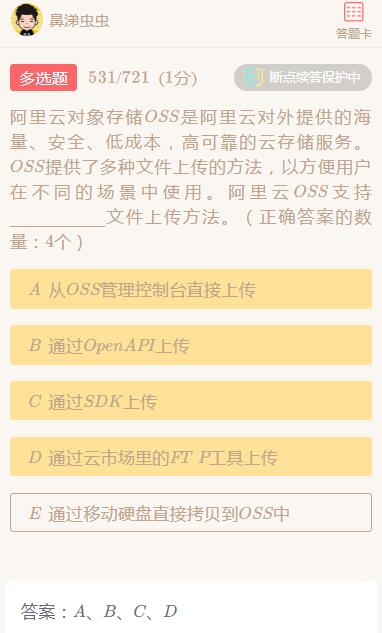 鼻涕虫虫
答题卡
多选题 531/721 (1分) 断点续答保护中
阿里云对象存储OSS是阿里云对外提供的海
量、安全、低成本，高可靠的云存储服务。
OSS提供了多种文件上传的方法，以方便用户
在不同的场景中使用。阿里云OSS支持
___________文件上传方法。（正确答案的数
量：4个）
A 从OSS管理控制台直接上传
B 通过OpenAPI上传
C 通过SDK上传
D 通过云市场里的FT P工具上传
E 通过移动硬盘直接拷贝到OSS中
答案：A、B、C、D